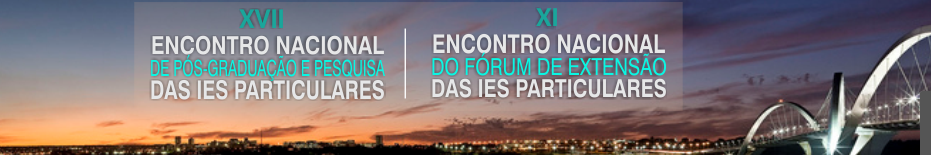 XVII
ENCONTRO NACIONAL
DE PÓS-GRADUAÇÃO E PESQUISA
DAS IES PARTICULARES
XI
ENCONTRO NACIONAL
DO FÓRUM DE EXTENSÃO
DAS IES PARTICULARES